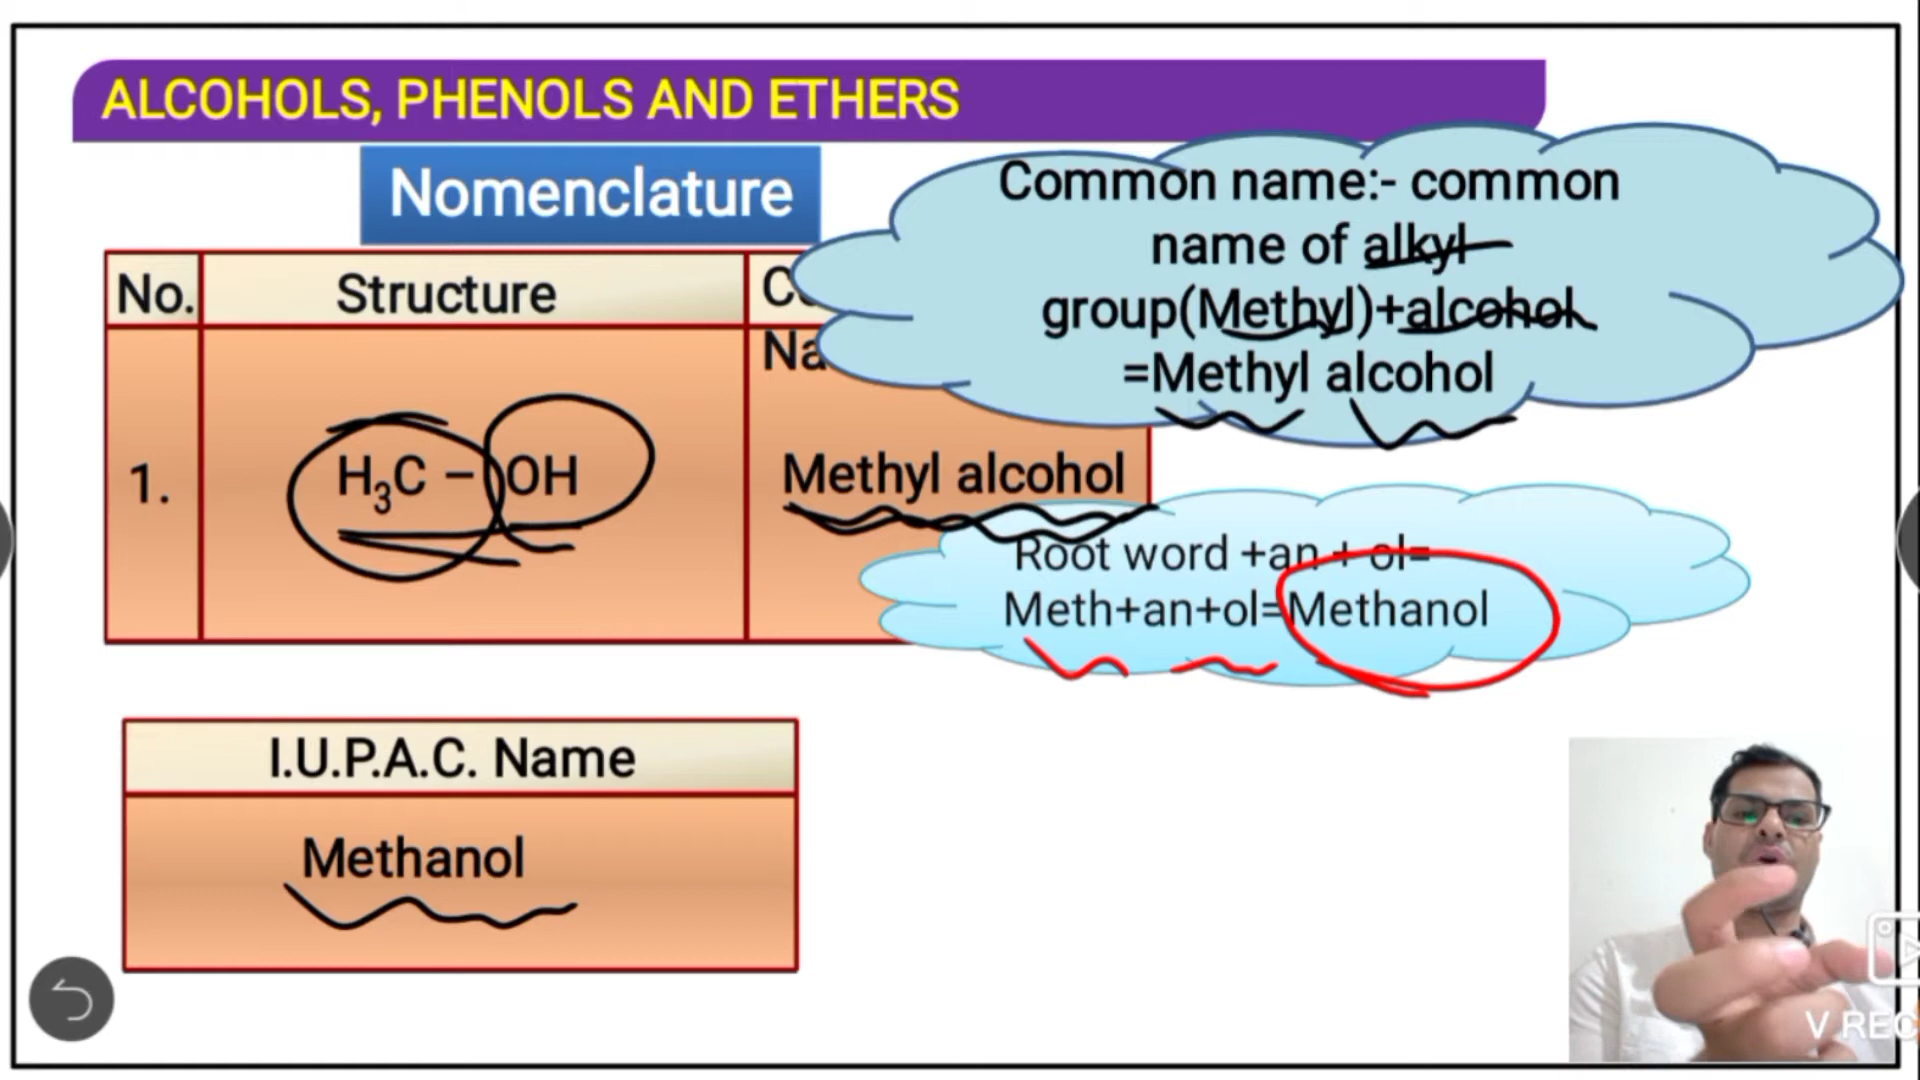 ALCOHOLS, PHENOLS AND ETHERS
Nomenclature
Common name:- common
name of alkyl
group(Methyl)+alcohol
=Methyl alcohol
No.
Structure
Na
1.
H₃C – OH
Methyl alcohol
Root word +an + ol=
Meth+an+ol=Methanol
I.U.P.A.C. Name
Methanol
V REC